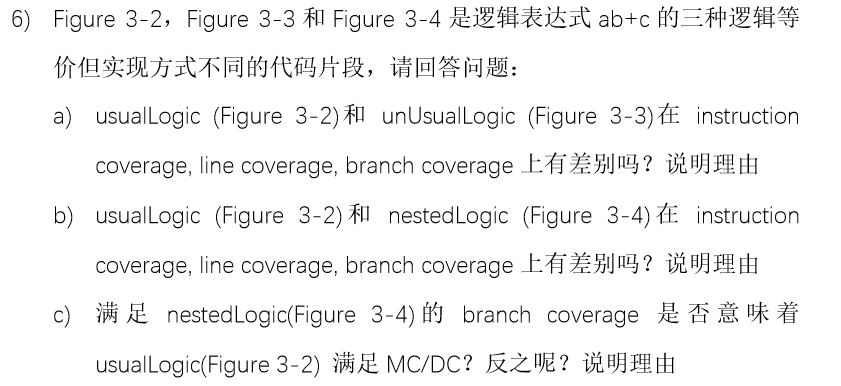 6) Figure 3-2，Figure 3-3 和 Figure 3-4 是逻辑表达式 ab+c 的三种逻辑等
价但实现方式不同的代码片段，请回答问题：
a) usualLogic (Figure 3-2)和 unUsualLogic (Figure 3-3)在 instruction
coverage, line coverage, branch coverage 上有差别吗？说明理由
b) usualLogic (Figure 3-2)和 nestedLogic (Figure 3-4)在 instruction
coverage, line coverage, branch coverage 上有差别吗？说明理由
c) 满足 nestedLogic(Figure 3-4)的 branch coverage 是否意味着
usualLogic(Figure 3-2) 满足 MC/DC？反之呢？说明理由